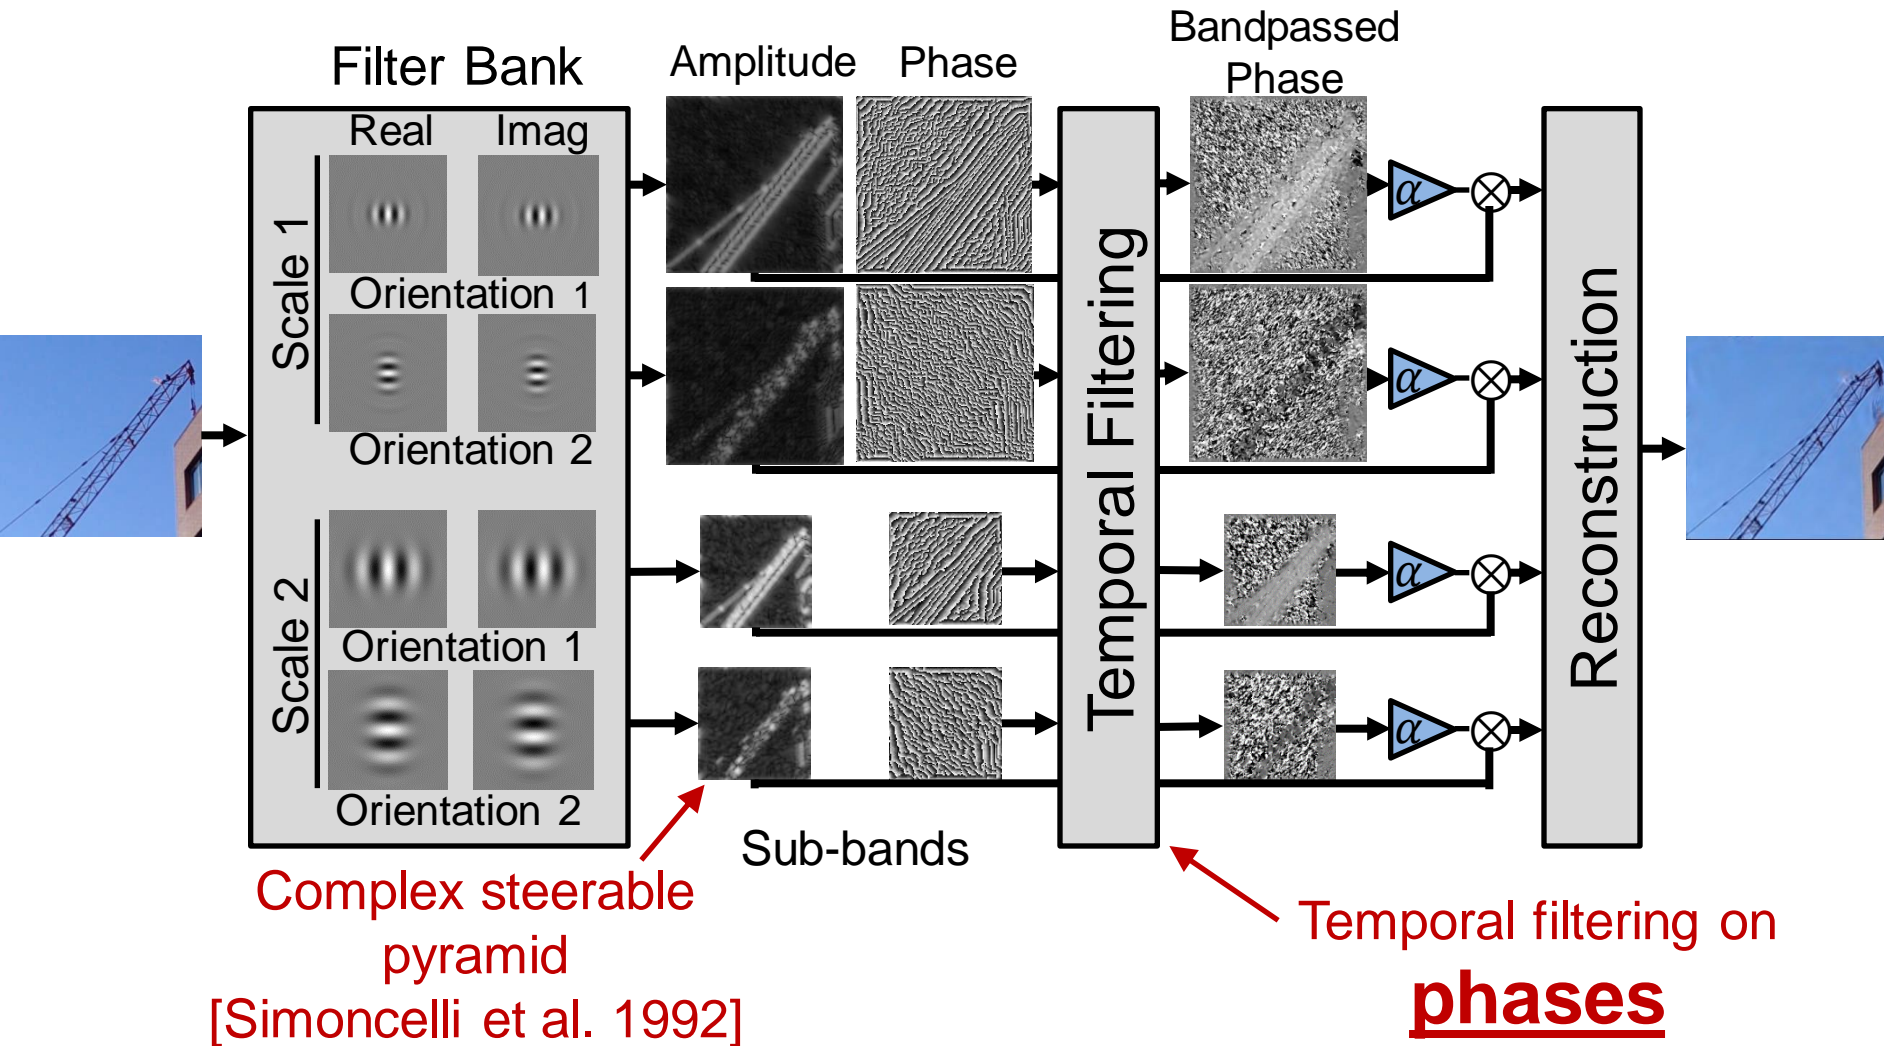 Filter Bank
Amplitude
Phase
Bandpassed
Phase
Real
Imag
Scale 1
Orientation 1
Orientation 2
Scale 2
Orientation 1
Orientation 2
Temporal Filtering
α
α
α
α
Reconstruction
Sub-bands
Complex steerable
pyramid
[Simoncelli et al. 1992]
Temporal filtering on
phases